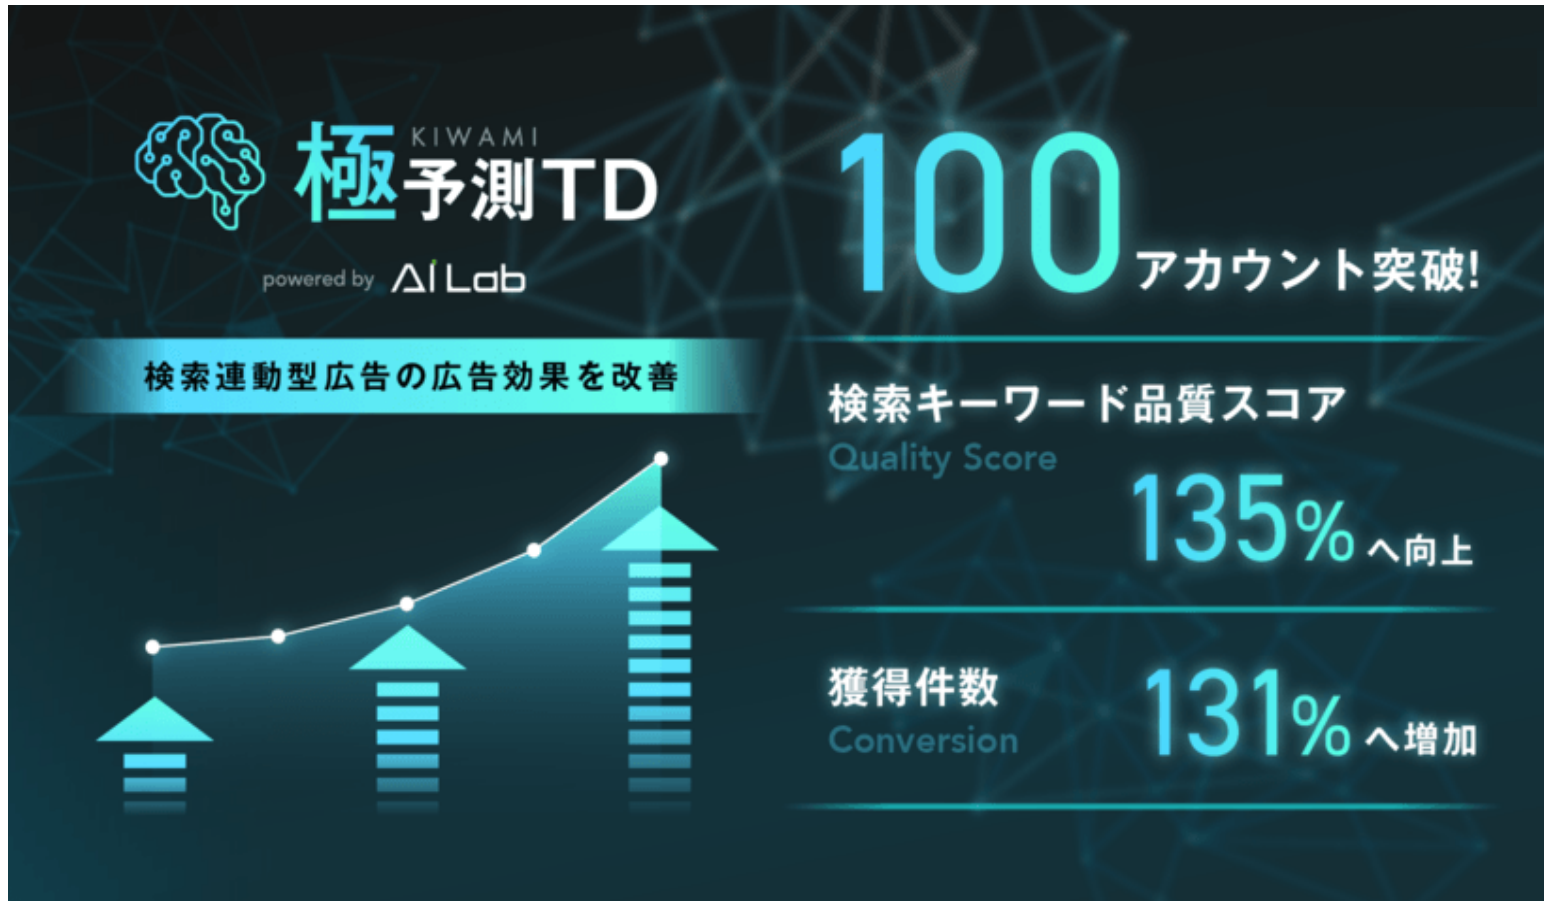 極
KIWAMI
予測TD
powered by AI Lab
検索連動型広告の広告効果を改善
100アカウント突破!
検索キーワード品質スコア
Quality Score
135%へ向上
獲得件数
Conversion
131%へ増加